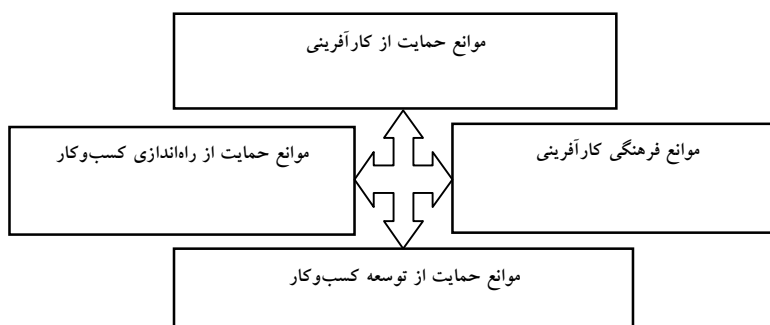 موانع حمایت از کارآفرینی
موانع فرهنگی کارآفرینی
موانع حمایت از راه‌اندازی کسب‌وکار
موانع حمایت از توسعه کسب‌وکار